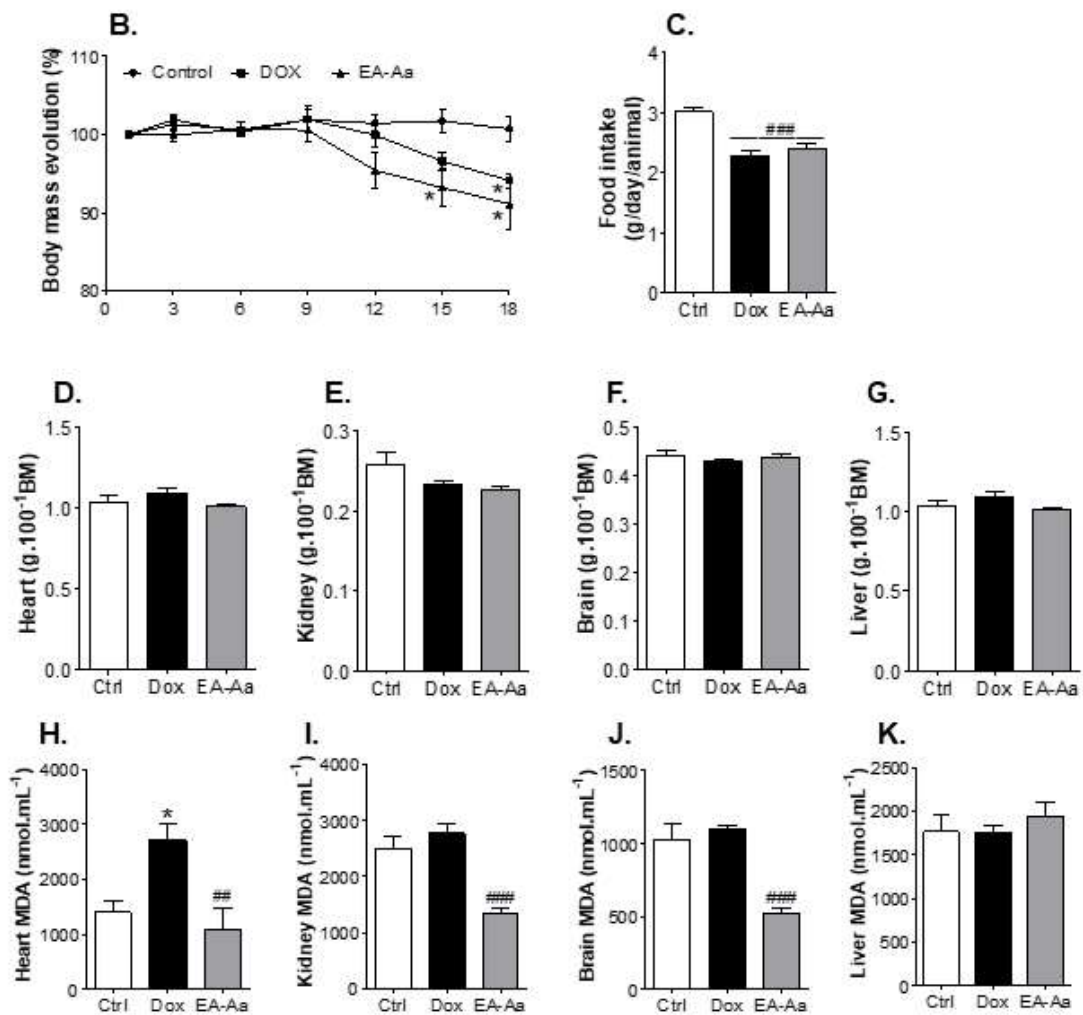 B.
Body mass evolution (%)
110
100
90
80
Control DOX EA-Aa
*
*
*
0 3 6 9 12 15 18
C.
Food intake
(g/day/animal)
4
3
2
1
0
###
Ctrl Dox EA-Aa
D.
Heart (g.100⁻¹BM)
1.5
1.0
0.5
0.0
Ctrl Dox EA-Aa
E.
Kidney (g.100⁻¹BM)
0.3
0.2
0.1
0.0
Ctrl Dox EA-Aa
F.
Brain (g.100⁻¹BM)
0.5
0.4
0.3
0.2
0.1
0.0
Ctrl Dox EA-Aa
G.
Liver (g.100⁻¹BM)
1.5
1.0
0.5
0.0
Ctrl Dox EA-Aa
H.
Heart MDA (nmol.mL⁻¹)
4000
3000
2000
1000
0
*
##
Ctrl Dox EA-Aa
I.
Kidney MDA (nmol.mL⁻¹)
4000
3000
2000
1000
0
###
Ctrl Dox EA-Aa
J.
Brain MDA (nmol.mL⁻¹)
1500
1000
500
0
###
Ctrl Dox EA-Aa
K.
Liver MDA (nmol.mL⁻¹)
2500
2000
1500
1000
500
0
Ctrl Dox EA-Aa